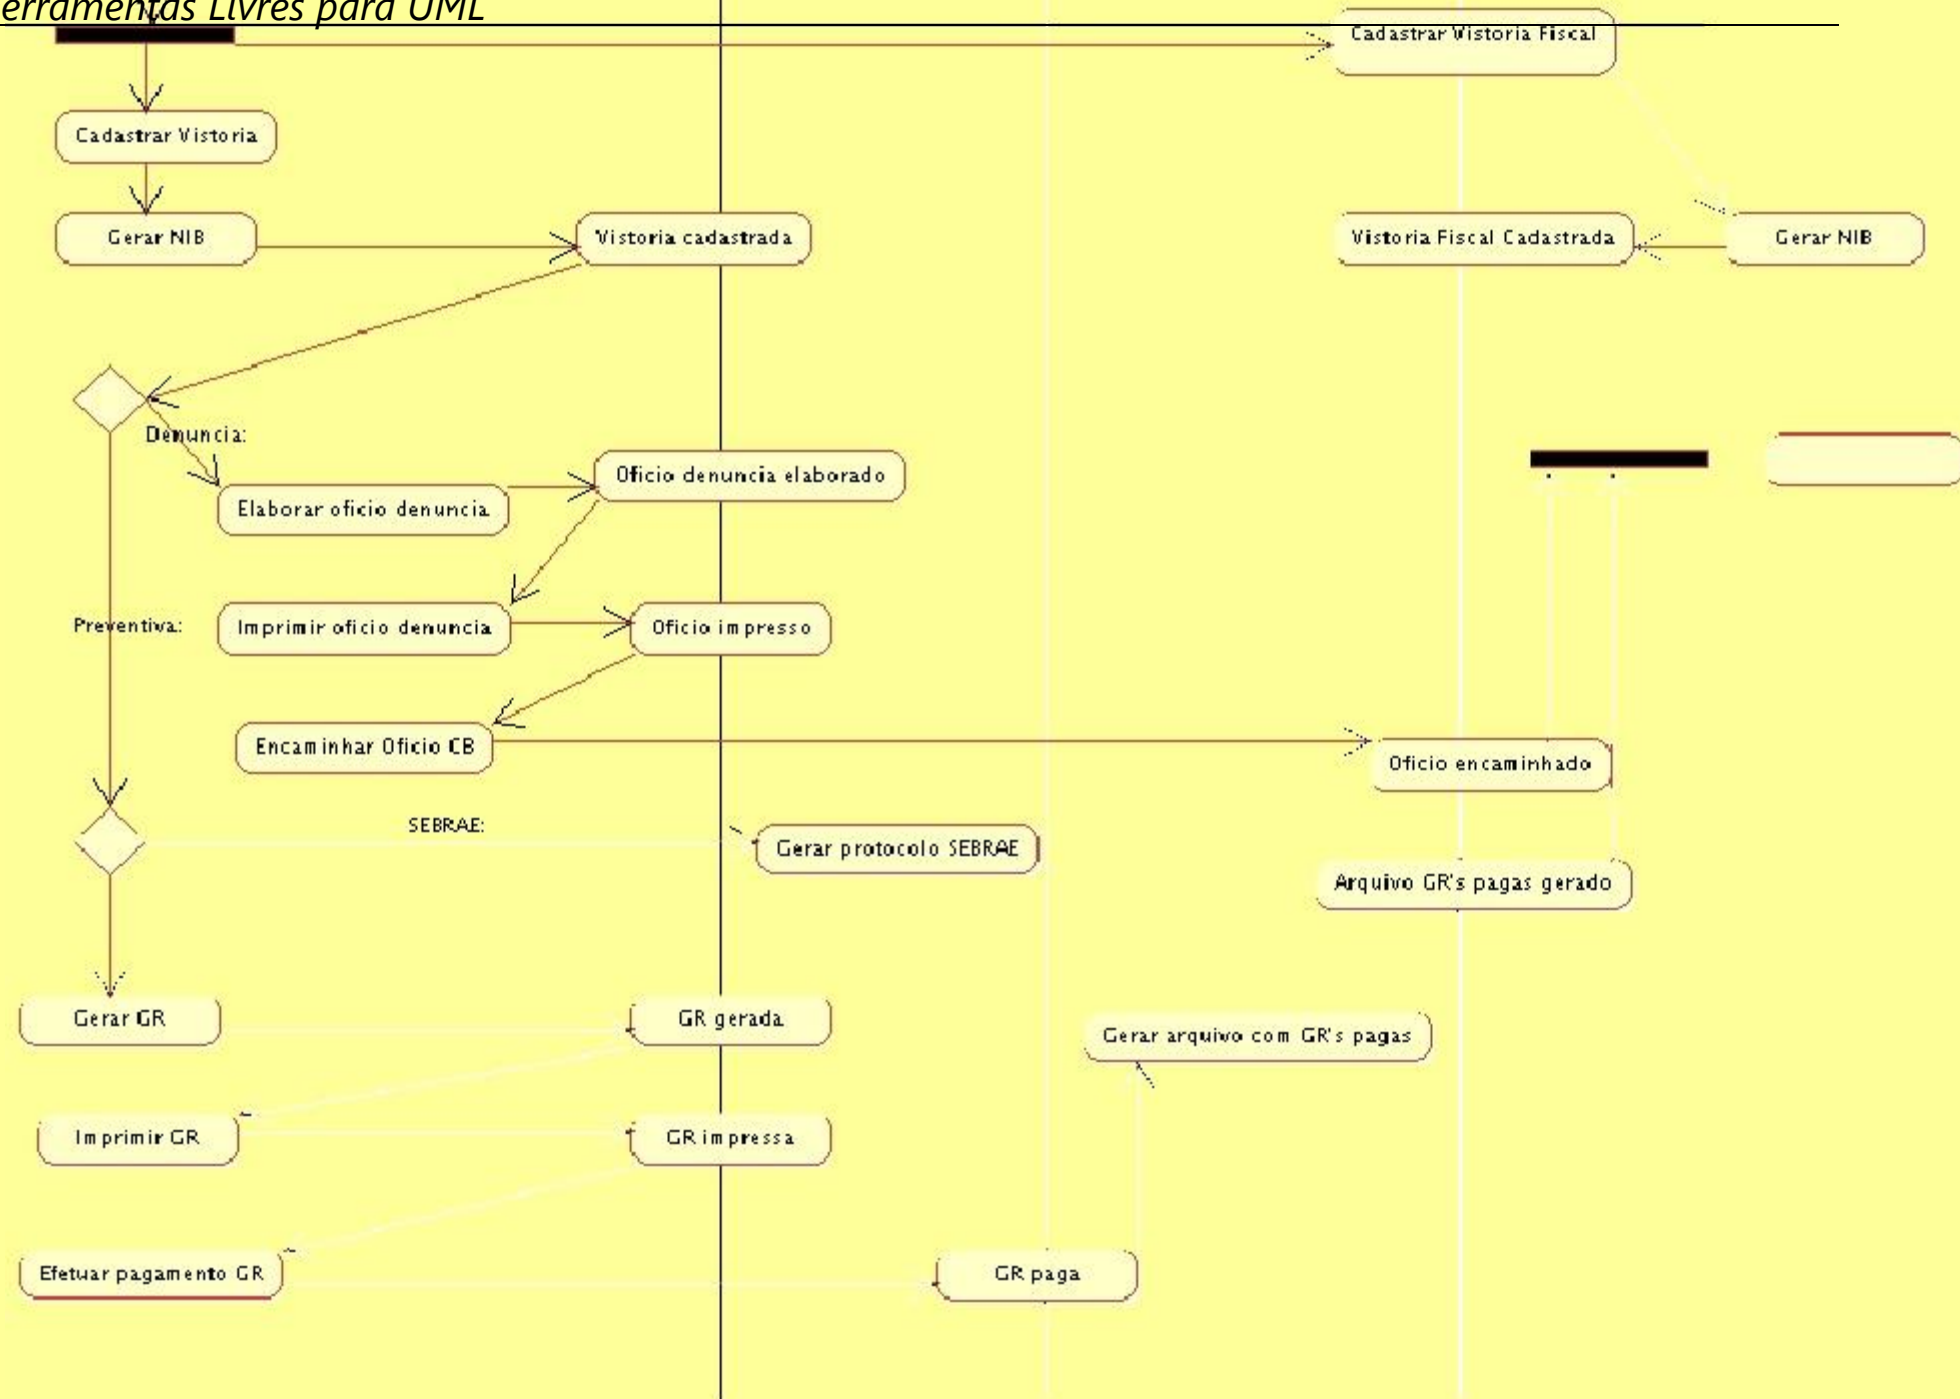 erramentas Livres para UML
Cadastrar Vistoria Fiscal
Cadastrar Vistoria
Gerar NIB
Vistoria cadastrada
Vistoria Fiscal Cadastrada
Gerar NIB
Denuncia:
Oficio denuncia elaborado
Elaborar oficio denuncia
Preventiva:
Imprimir oficio denuncia
Oficio impresso
Encaminhar Oficio CB
Oficio encaminhado
SEBRAE:
Gerar protocolo SEBRAE
Arquivo GR's pagas gerado
Gerar GR
GR gerada
Gerar arquivo com GR's pagas
Imprimir GR
GR impressa
Efetuar pagamento GR
GR paga